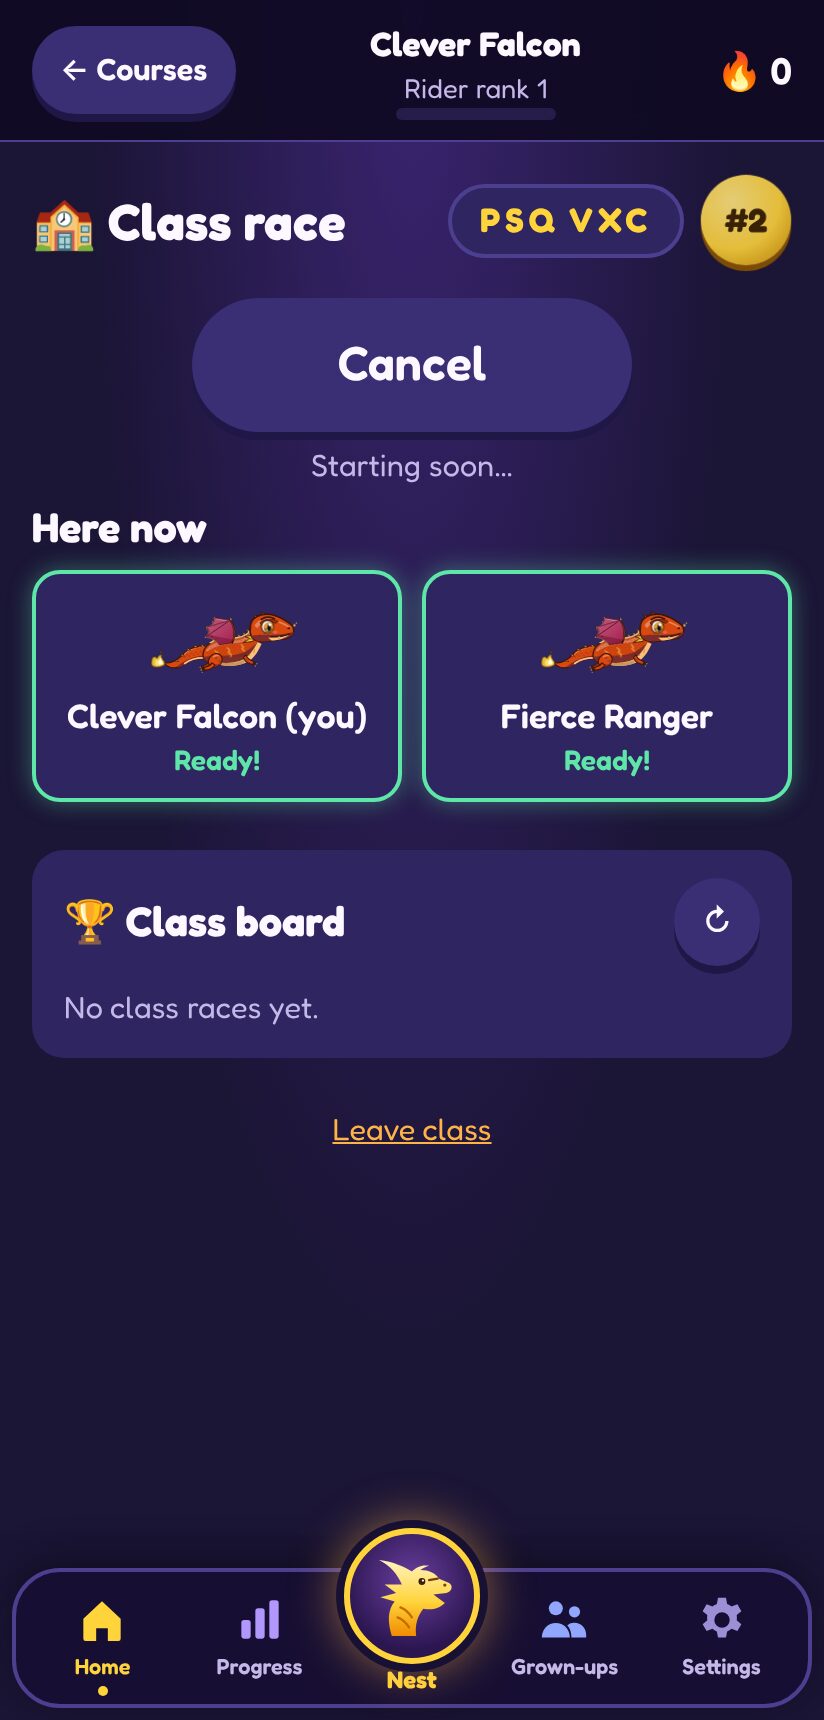 ← Courses
Clever Falcon
Rider rank 1
0
Class race
PSQ VXC
#2
Cancel
Starting soon...
Here now
Clever Falcon (you)
Ready!
Fierce Ranger
Ready!
Class board
No class races yet.
Leave class
Home
Progress
Nest
Grown-ups
Settings